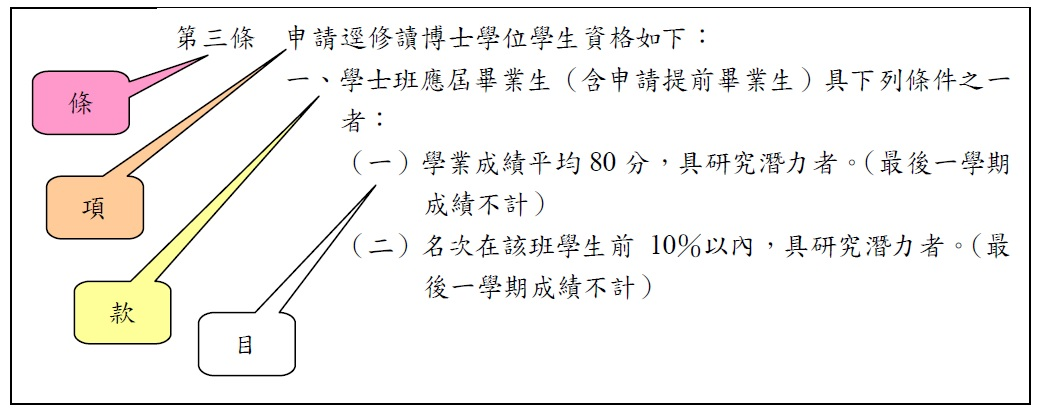 第三條　申請逕修讀博士學位學生資格如下：
一、學士班應屆畢業生（含申請提前畢業生）具下列條件之一
者：
（一）學業成績平均80分，具研究潛力者。（最後一學期
成績不計）
（二）名次在該班學生前 10%以內，具研究潛力者。（最
後一學期成績不計）
條
項
款
目